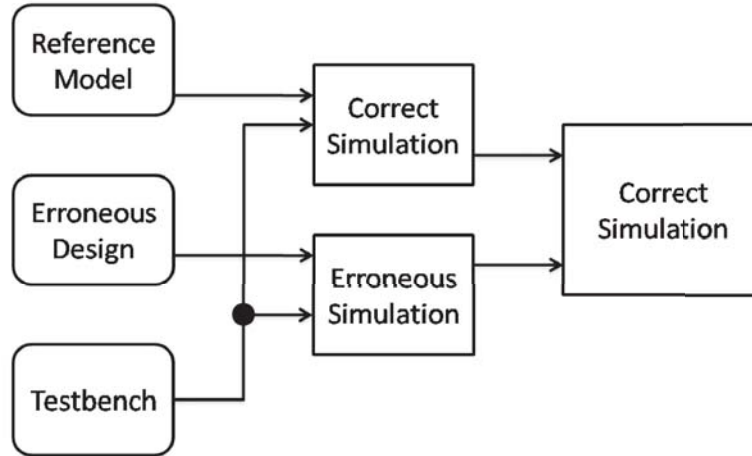 Reference
Model
Correct
Simulation
Correct
Simulation
Erroneous
Design
Erroneous
Simulation
Testbench